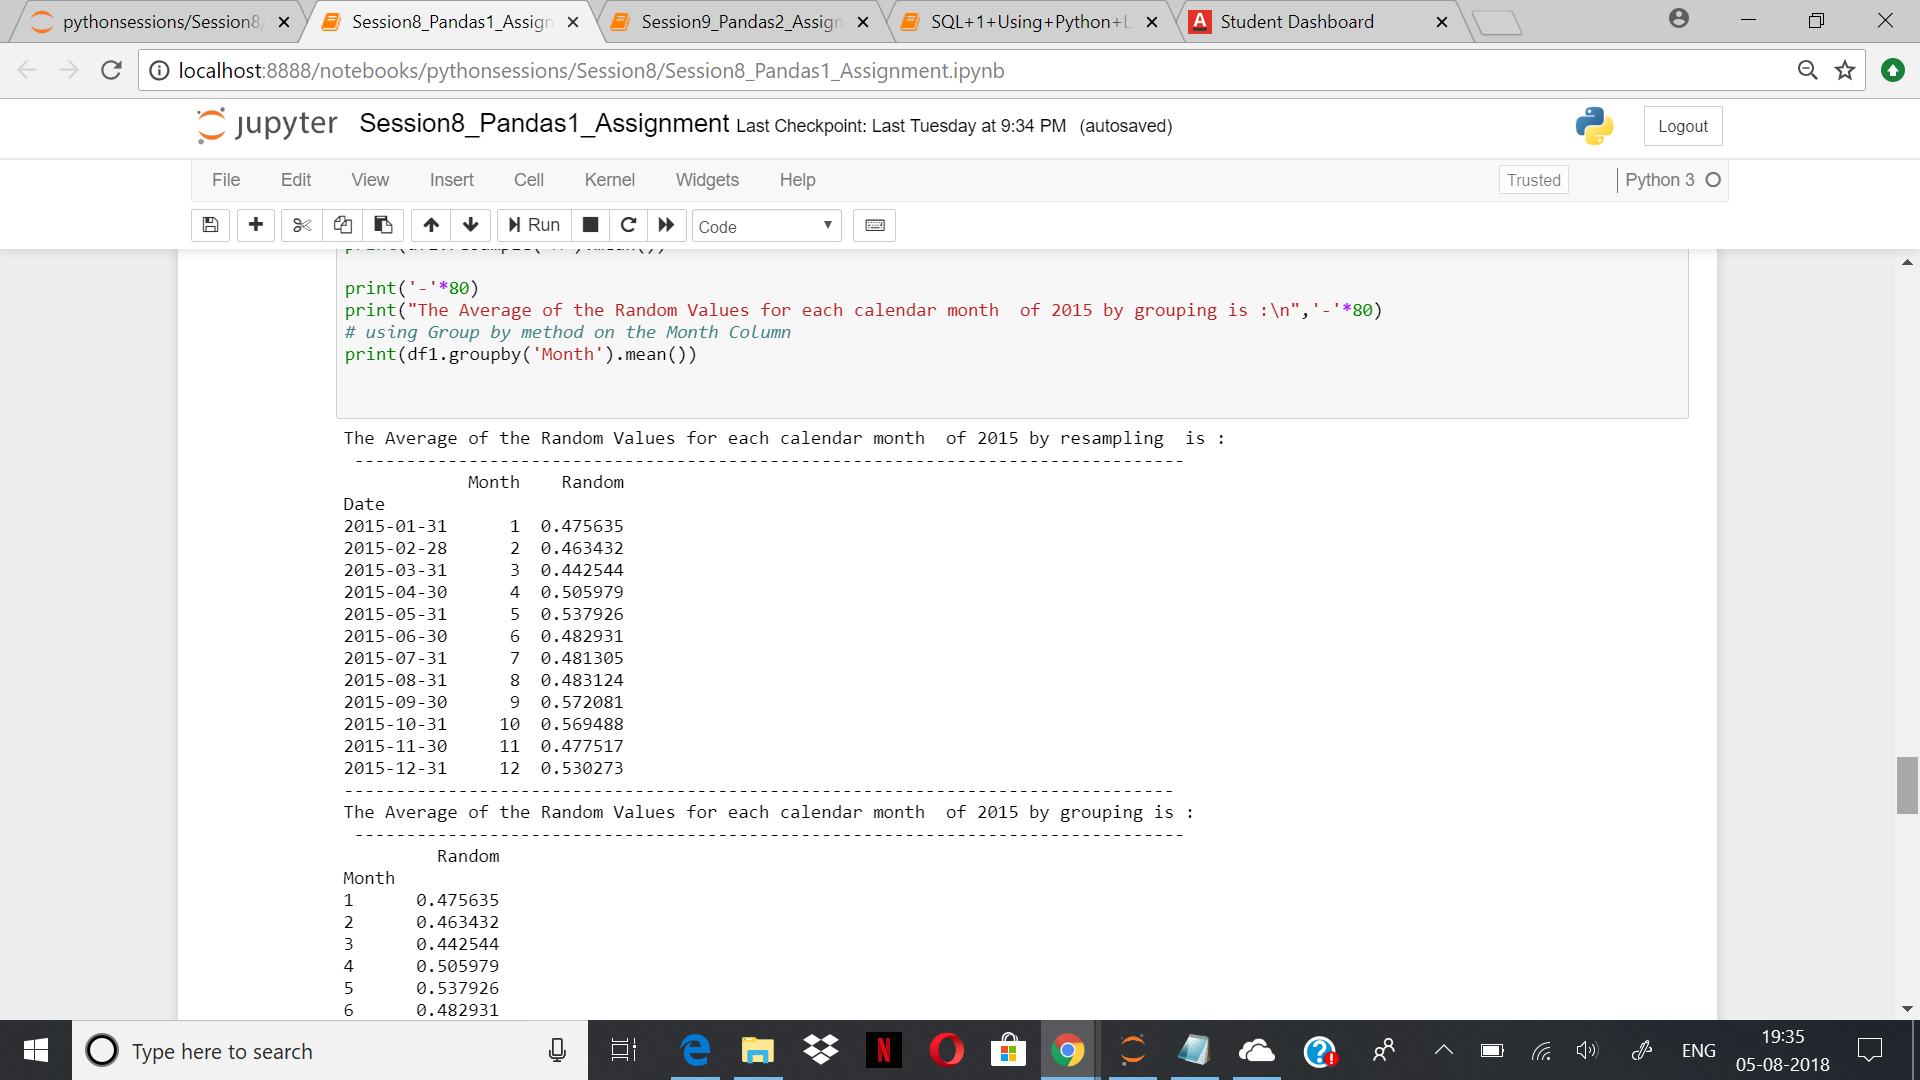 pythonsessions/Session8
Session8_Pandas1_Assign
Session9_Pandas2_Assign
SQL+1+Using+Python+L
A Student Dashboard
localhost:8888/notebooks/pythonsessions/Session8/Session8_Pandas1_Assignment.ipynb
jupyter Session8_Pandas1_Assignment Last Checkpoint: Last Tuesday at 9:34 PM (autosaved)
Logout
File Edit View Insert Cell Kernel Widgets Help
Trusted
Python 3
Run
Code
print('-'*80)
print("The Average of the Random Values for each calendar month  of 2015 by grouping is :\n",'-'*80)
# using Group by method on the Month Column
print(df1.groupby('Month').mean())
The Average of the Random Values for each calendar month  of 2015 by resampling  is :
--------------------------------------------------------------------------------
Month Random
Date
2015-01-31 1 0.475635
2015-02-28 2 0.463432
2015-03-31 3 0.442544
2015-04-30 4 0.505979
2015-05-31 5 0.537926
2015-06-30 6 0.482931
2015-07-31 7 0.481305
2015-08-31 8 0.483124
2015-09-30 9 0.572081
2015-10-31 10 0.569488
2015-11-30 11 0.477517
2015-12-31 12 0.530273
--------------------------------------------------------------------------------
The Average of the Random Values for each calendar month  of 2015 by grouping is :
--------------------------------------------------------------------------------
Random
Month
1 0.475635
2 0.463432
3 0.442544
4 0.505979
5 0.537926
6 0.482931
Type here to search
N
ENG
19:35
05-08-2018